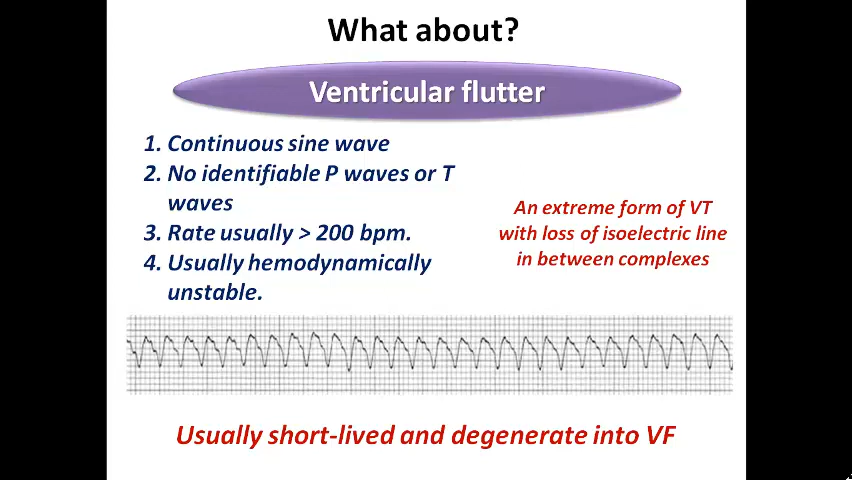 What about?
Ventricular flutter
1. Continuous sine wave
2. No identifiable P waves or T
waves
3. Rate usually > 200 bpm.
4. Usually hemodynamically
unstable.
An extreme form of VT
with loss of isoelectric line
in between complexes
Usually short-lived and degenerate into VF